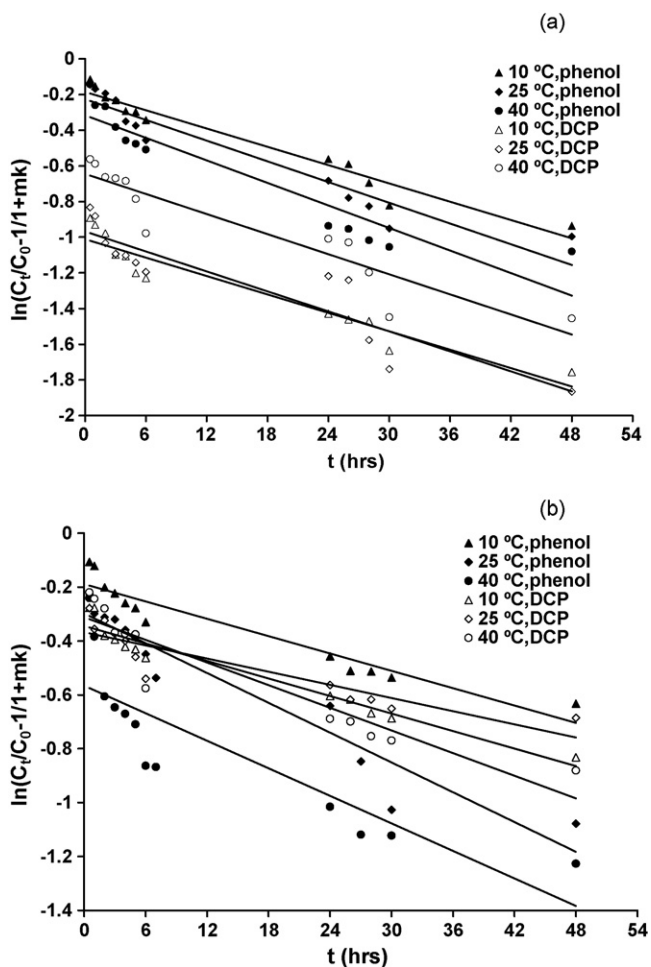 (a)
0
-0.2
-0.4
-0.6
-0.8
-1
-1.2
-1.4
-1.6
-1.8
-2
ln(Cₜ/C₀-1/1+mk)
▲ 10 ºC,phenol
◆ 25 ºC,phenol
● 40 ºC,phenol
△ 10 ºC,DCP
◇ 25 ºC,DCP
○ 40 ºC,DCP
0 6 12 18 24 30 36 42 48 54
t (hrs)
(b)
0
-0.2
-0.4
-0.6
-0.8
-1
-1.2
-1.4
ln(Cₜ/C₀-1/1+mk)
▲ 10 ºC,phenol
◆ 25 ºC,phenol
● 40 ºC,phenol
△ 10 ºC,DCP
◇ 25 ºC,DCP
○ 40 ºC,DCP
0 6 12 18 24 30 36 42 48 54
t (hrs)